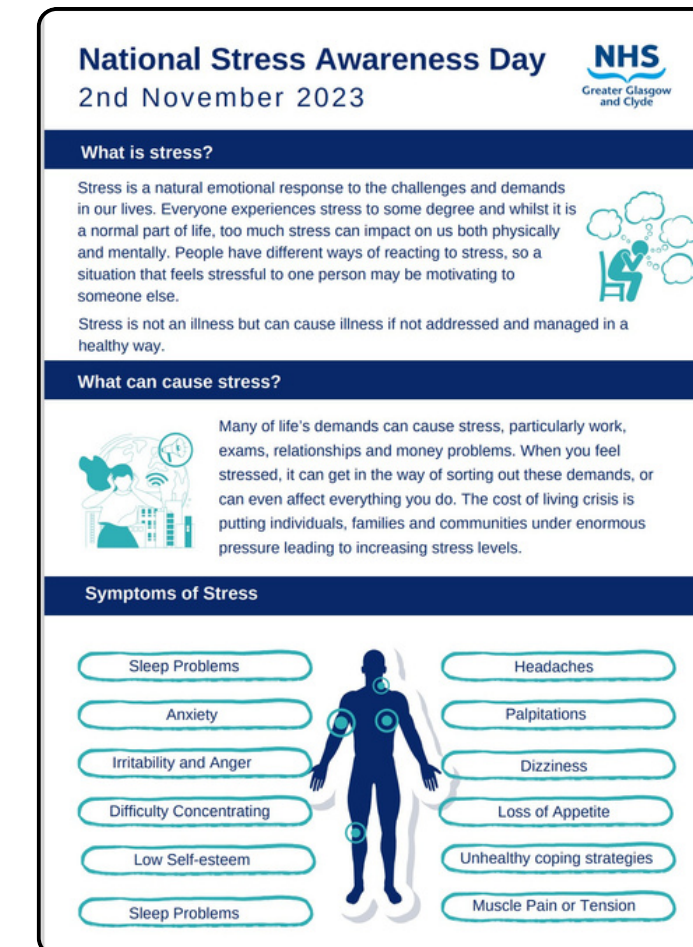 National Stress Awareness Day
2nd November 2023
NHS
Greater Glasgow
and Clyde
What is stress?
Stress is a natural emotional response to the challenges and demands
in our lives. Everyone experiences stress to some degree and whilst it is
a normal part of life, too much stress can impact on us both physically
and mentally. People have different ways of reacting to stress, so a
situation that feels stressful to one person may be motivating to
someone else.
Stress is not an illness but can cause illness if not addressed and managed in a
healthy way.
What can cause stress?
Many of life's demands can cause stress, particularly work,
exams, relationships and money problems. When you feel
stressed, it can get in the way of sorting out these demands, or
can even affect everything you do. The cost of living crisis is
putting individuals, families and communities under enormous
pressure leading to increasing stress levels.
Symptoms of Stress
Sleep Problems
Anxiety
Irritability and Anger
Difficulty Concentrating
Low Self-esteem
Sleep Problems
Headaches
Palpitations
Dizziness
Loss of Appetite
Unhealthy coping strategies
Muscle Pain or Tension